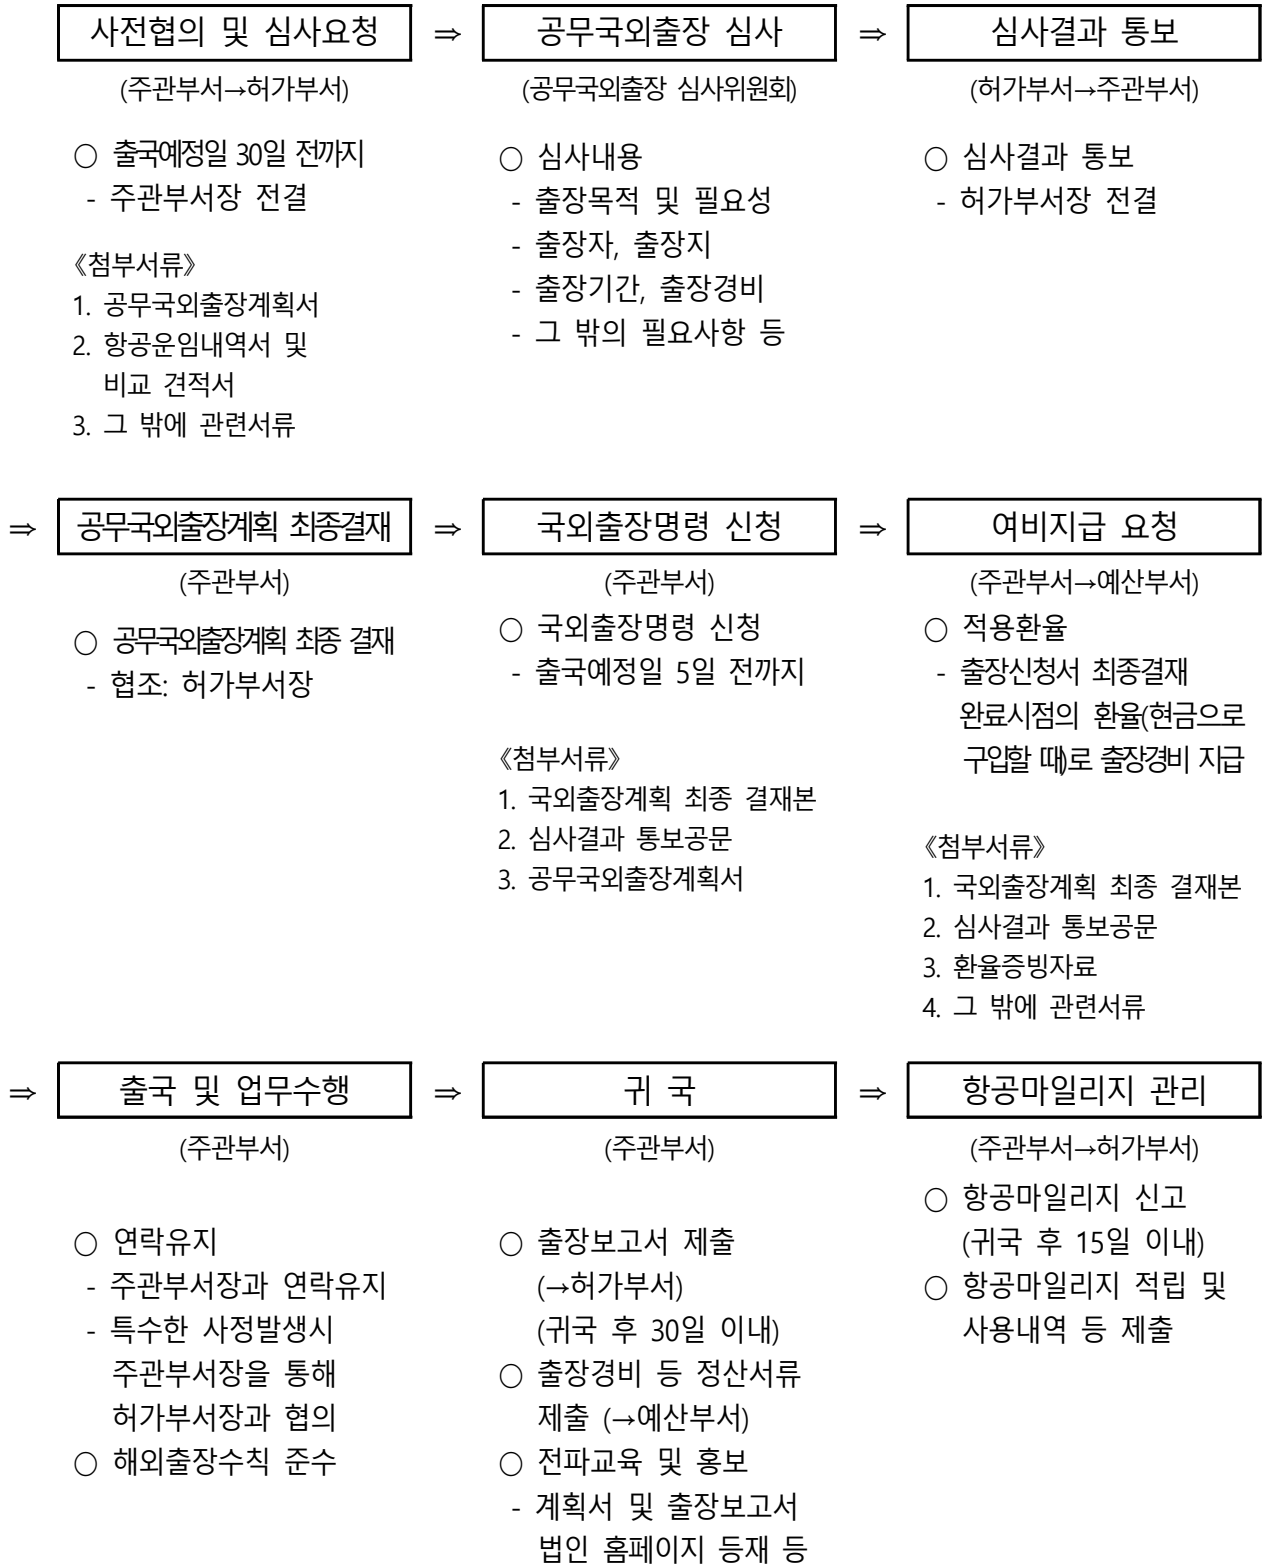 사전협의 및 심사요청 ⇒ 공무국외출장 심사 ⇒ 심사결과 통보
(주관부서→허가부서)
○ 출국예정일 30일 전까지
- 주관부서장 전결
《첨부서류》
1. 공무국외출장계획서
2. 항공운임내역서 및
비교 견적서
3. 그 밖에 관련서류
(공무국외출장 심사위원회)
○ 심사내용
- 출장목적 및 필요성
- 출장자, 출장지
- 출장기간, 출장경비
- 그 밖의 필요사항 등
(허가부서→주관부서)
○ 심사결과 통보
- 허가부서장 전결
⇒ 공무국외출장계획 최종결재 ⇒ 국외출장명령 신청 ⇒ 여비지급 요청
(주관부서)
○ 공무국외출장계획 최종 결재
- 협조: 허가부서장
(주관부서)
○ 국외출장명령 신청
- 출국예정일 5일 전까지
《첨부서류》
1. 국외출장계획 최종 결재본
2. 심사결과 통보공문
3. 공무국외출장계획서
(주관부서→예산부서)
○ 적용환율
- 출장신청서 최종결재
완료시점의 환율(현금으로
구입할 때)로 출장경비 지급
《첨부서류》
1. 국외출장계획 최종 결재본
2. 심사결과 통보공문
3. 환율증빙자료
4. 그 밖에 관련서류
⇒ 출국 및 업무수행 ⇒ 귀 국 ⇒ 항공마일리지 관리
(주관부서)
○ 연락유지
- 주관부서장과 연락유지
- 특수한 사정발생시
주관부서장을 통해
허가부서장과 협의
○ 해외출장수칙 준수
(주관부서)
○ 출장보고서 제출
(→허가부서)
(귀국 후 30일 이내)
○ 출장경비 등 정산서류
제출 (→예산부서)
○ 전파교육 및 홍보
- 계획서 및 출장보고서
법인 홈페이지 등재 등
(주관부서→허가부서)
○ 항공마일리지 신고
(귀국 후 15일 이내)
○ 항공마일리지 적립 및
사용내역 등 제출